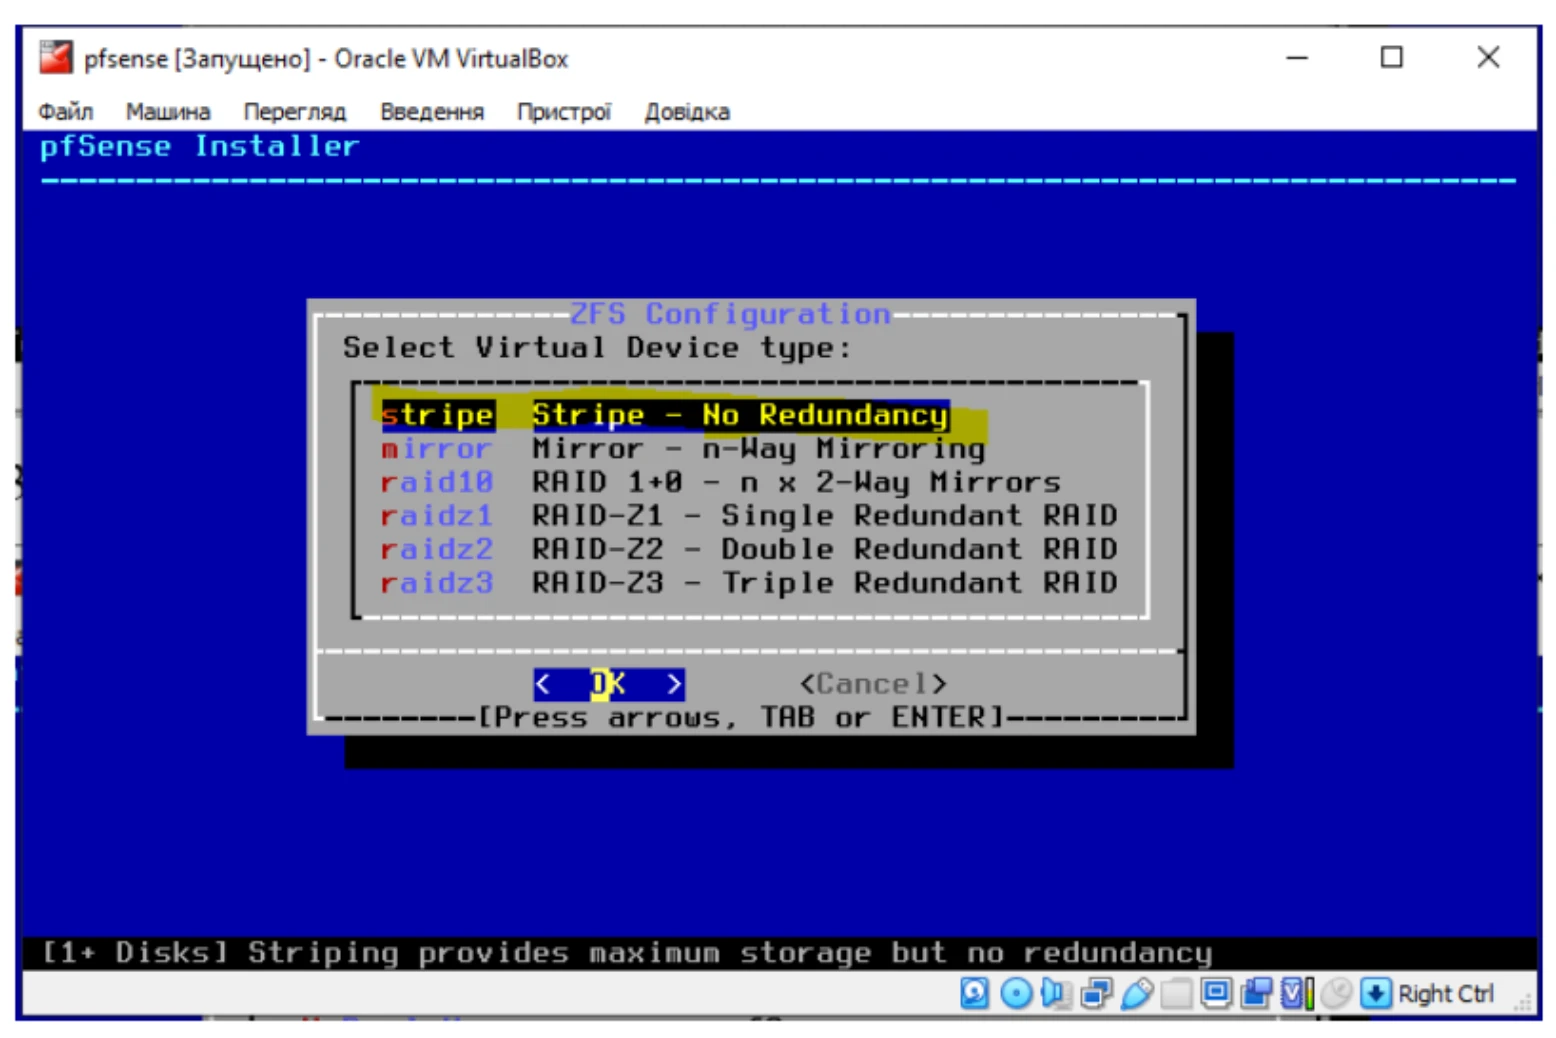 pfsense [Запущено] - Oracle VM VirtualBox
Файл Машина Перегляд Введення Пристрої Довідка
pfSense Installer
ZFS Configuration
Select Virtual Device type:
stripe Stripe - No Redundancy
mirror Mirror - n-Way Mirroring
raid10 RAID 1+0 - n x 2-Way Mirrors
raidz1 RAID-Z1 - Single Redundant RAID
raidz2 RAID-Z2 - Double Redundant RAID
raidz3 RAID-Z3 - Triple Redundant RAID
< OK > <Cancel>
[Press arrows, TAB or ENTER]
[1+ Disks] Striping provides maximum storage but no redundancy
Right Ctrl